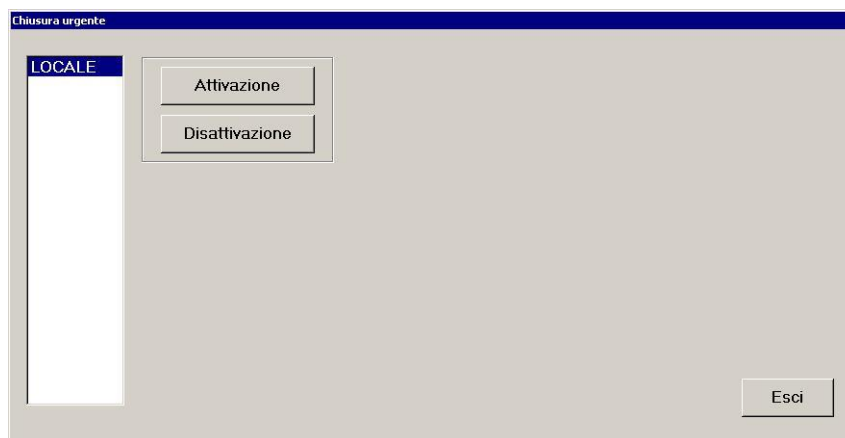 Chiusura urgente
LOCALE
Attivazione
Disattivazione
Esci